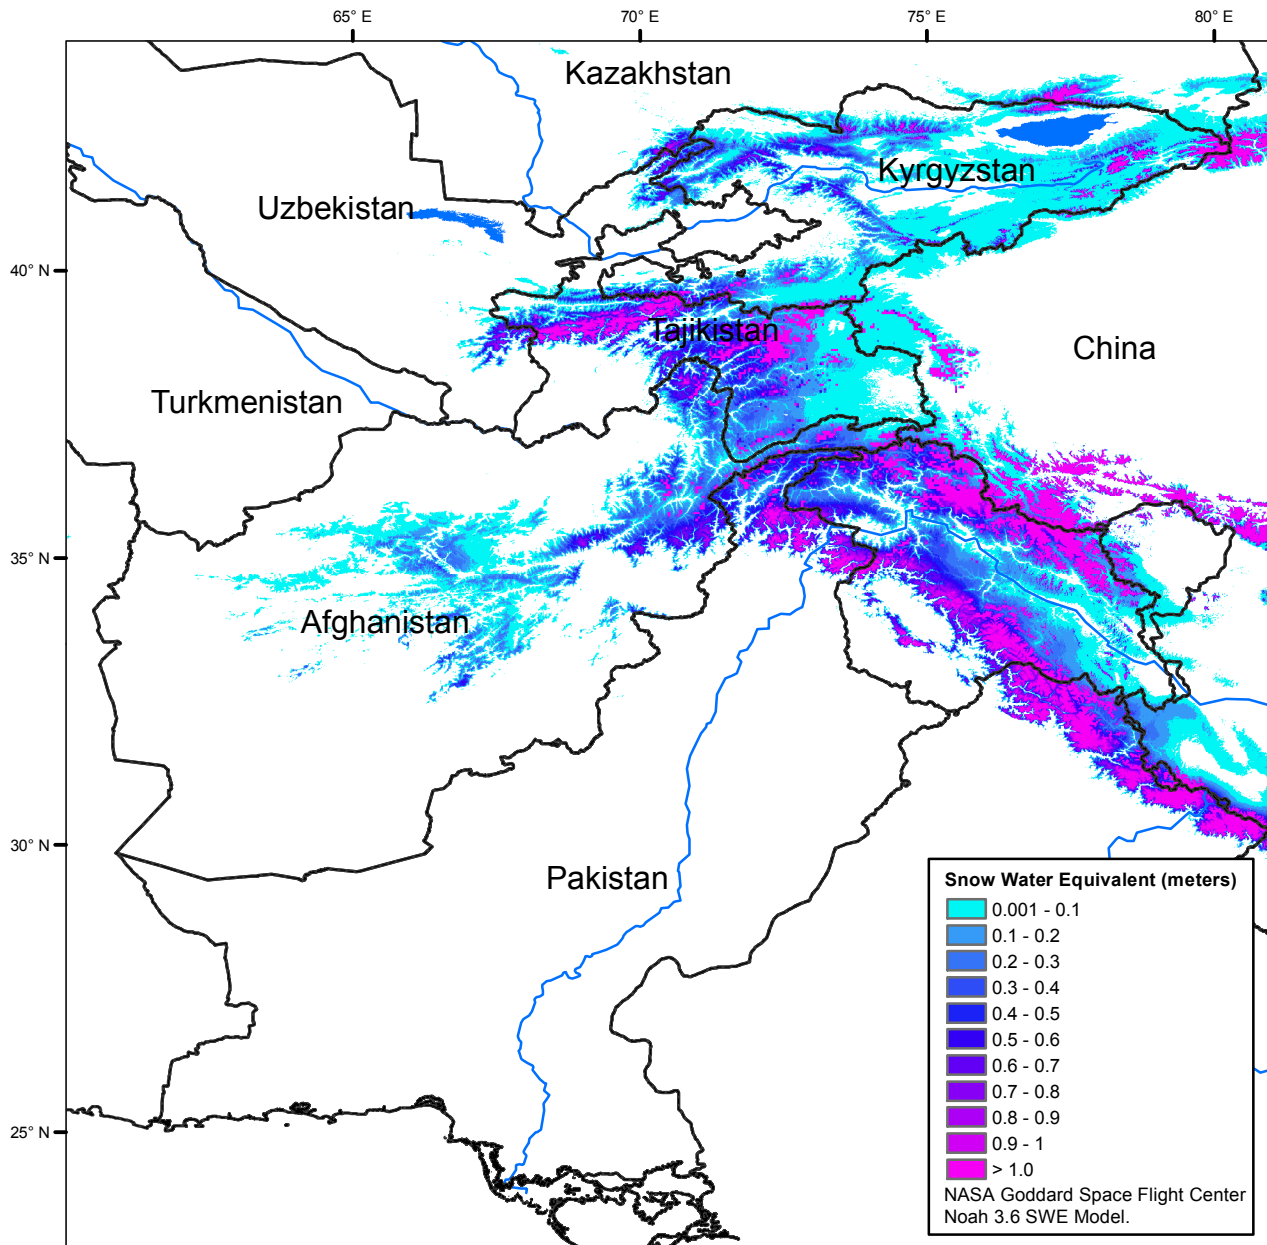 65° E
70° E
75° E
80° E
Kazakhstan
Kyrgyzstan
Uzbekistan
40° N
Tajikistan
China
Turkmenistan
35° N
Afghanistan
30° N
Pakistan
25° N
Snow Water Equivalent (meters)
0.001 - 0.1
0.1 - 0.2
0.2 - 0.3
0.3 - 0.4
0.4 - 0.5
0.5 - 0.6
0.6 - 0.7
0.7 - 0.8
0.8 - 0.9
0.9 - 1
> 1.0
NASA Goddard Space Flight Center
Noah 3.6 SWE Model.